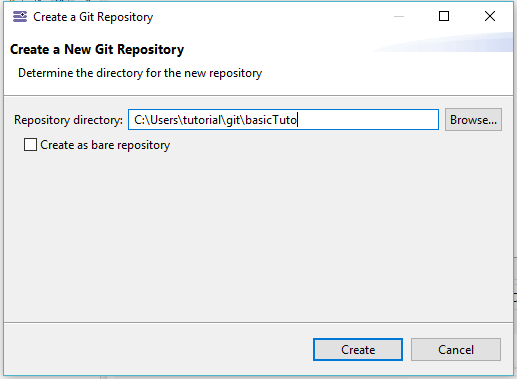 Create a Git Repository
Create a New Git Repository
Determine the directory for the new repository
Repository directory: C:\Users\tutorial\git\basicTuto Browse...
Create as bare repository
Create Cancel